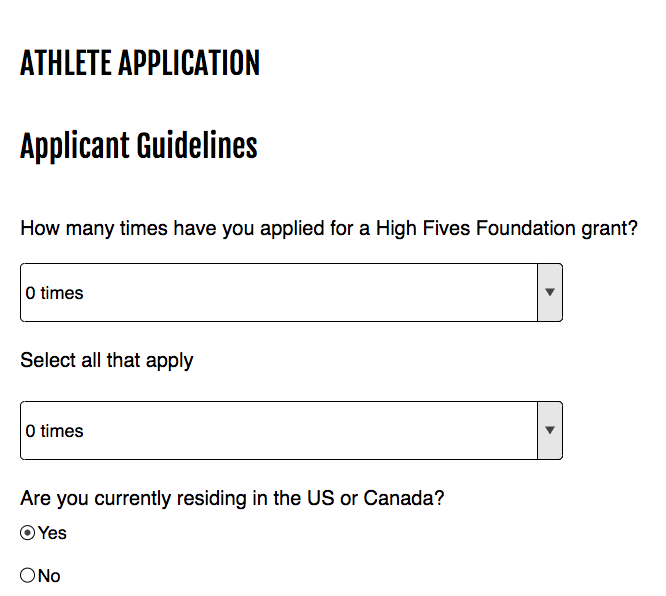 ATHLETE APPLICATION
Applicant Guidelines
How many times have you applied for a High Fives Foundation grant?
0 times
Select all that apply
0 times
Are you currently residing in the US or Canada?
Yes
No